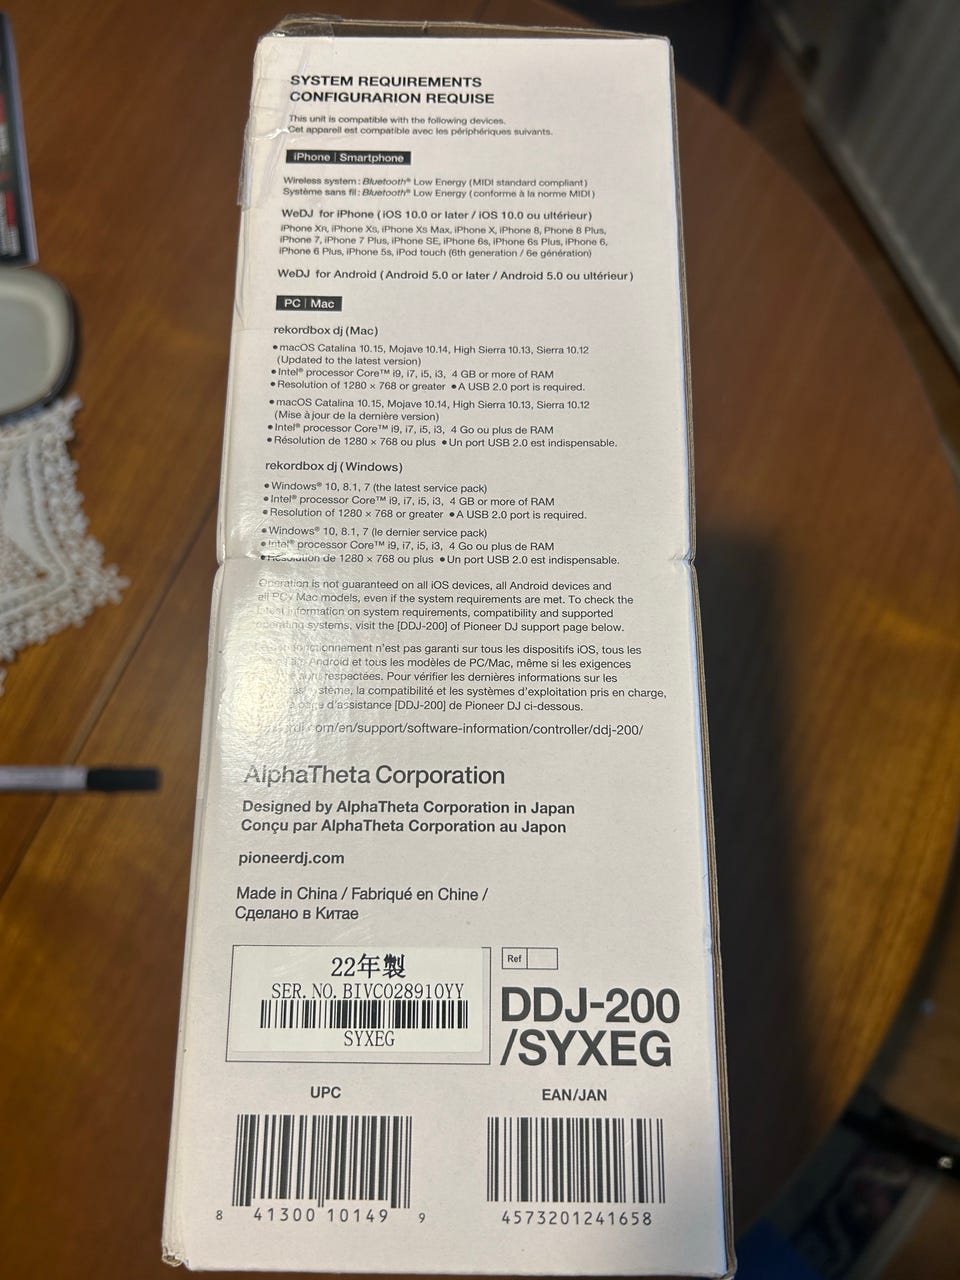 SYSTEM REQUIREMENTS
CONFIGURARION REQUISE
This unit is compatible with the following devices.
Cet appareil est compatible avec les périphériques suivants.
iPhone | Smartphone
Wireless system : Bluetooth® Low Energy (MIDI standard compliant)
Système sans fil : Bluetooth® Low Energy (conforme à la norme MIDI)
WeDJ for iPhone (iOS 10.0 or later / iOS 10.0 ou ultérieur)
iPhone XR, iPhone XS, iPhone XS Max, iPhone X, iPhone 8, Phone 8 Plus,
iPhone 7, iPhone 7 Plus, iPhone SE, iPhone 6s, iPhone 6s Plus, iPhone 6,
iPhone 6 Plus, iPhone 5s, iPod touch (6th generation / 6e génération)
WeDJ for Android (Android 5.0 or later / Android 5.0 ou ultérieur)
PC | Mac
rekordbox dj (Mac)
•macOS Catalina 10.15, Mojave 10.14, High Sierra 10.13, Sierra 10.12
(Updated to the latest version)
•Intel® processor Core™ i9, i7, i5, i3, 4 GB or more of RAM
•Resolution of 1280 × 768 or greater •A USB 2.0 port is required.
•macOS Catalina 10.15, Mojave 10.14, High Sierra 10.13, Sierra 10.12
(Mise à jour de la dernière version)
•Intel® processor Core™ i9, i7, i5, i3, 4 Go ou plus de RAM
•Résolution de 1280 × 768 ou plus •Un port USB 2.0 est indispensable.
rekordbox dj (Windows)
•Windows® 10, 8.1, 7 (the latest service pack)
•Intel® processor Core™ i9, i7, i5, i3, 4 GB or more of RAM
•Resolution of 1280 × 768 or greater •A USB 2.0 port is required.
•Windows® 10, 8.1, 7 (le dernier service pack)
•Intel® processor Core™ i9, i7, i5, i3, 4 Go ou plus de RAM
•Résolution de 1280 × 768 ou plus •Un port USB 2.0 est indispensable.
Operation is not guaranteed on all iOS devices, all Android devices and
all PC / Mac models, even if the system requirements are met. To check the
latest information on system requirements, compatibility and supported
operating systems, visit the [DDJ-200] of Pioneer DJ support page below.
fonctionnement n'est pas garanti sur tous les dispositifs iOS, tous les
Android et tous les modèles de PC/Mac, même si les exigences
sont respectées. Pour vérifier les dernières informations sur les
système, la compatibilité et les systèmes d'exploitation pris en charge,
page d'assistance [DDJ-200] de Pioneer DJ ci-dessous.
com/en/support/software-information/controller/ddj-200/
AlphaTheta Corporation
Designed by AlphaTheta Corporation in Japan
Conçu par AlphaTheta Corporation au Japon
pioneerdj.com
Made in China / Fabriqué en Chine /
Сделано в Китае
22年製
SER. NO. BIVC028910YY
SYXEG
Ref
DDJ-200
/SYXEG
UPC
8 41300 10149 9
EAN/JAN
4573201241658